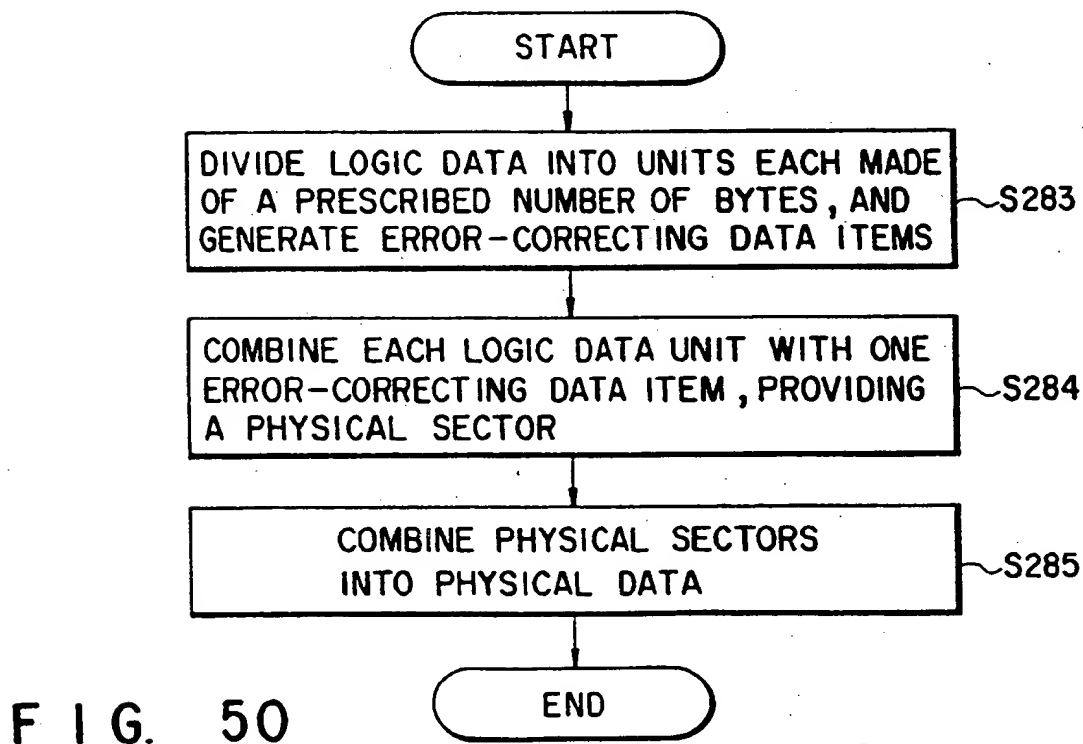 START
DIVIDE LOGIC DATA INTO UNITS EACH MADE
OF A PRESCRIBED NUMBER OF BYTES, AND
GENERATE ERROR-CORRECTING DATA ITEMS
S283
COMBINE EACH LOGIC DATA UNIT WITH ONE
ERROR-CORRECTING DATA ITEM, PROVIDING
A PHYSICAL SECTOR
S284
COMBINE PHYSICAL SECTORS
INTO PHYSICAL DATA
S285
END
FIG. 50